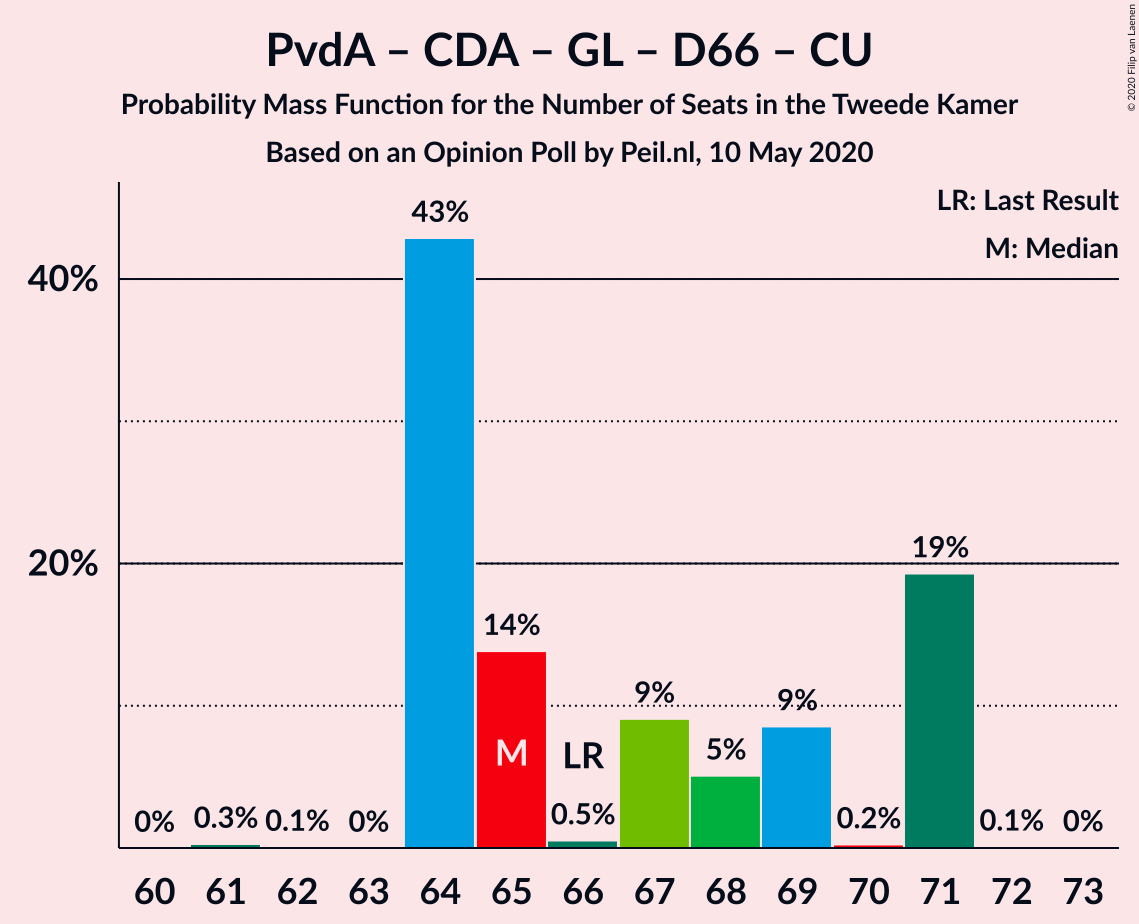 PvdA – CDA – GL – D66 – CU
Probability Mass Function for the Number of Seats in the Tweede Kamer
Based on an Opinion Poll by Peil.nl, 10 May 2020
© 2020 Filip van Laenen
LR: Last Result
M: Median
40%
20%
0%
0.3%
0.1%
0%
43%
14%
M
LR
0.5%
9%
5%
9%
0.2%
19%
0.1%
0%
60 61 62 63 64 65 66 67 68 69 70 71 72 73